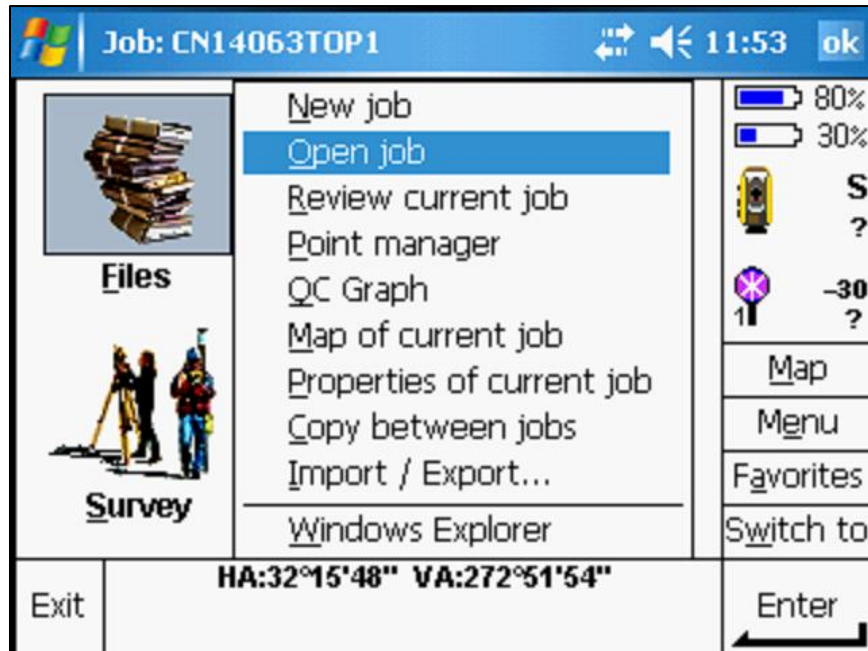 Job: CN14063TOP1 11:53 ok
New job
Open job
Review current job
Point manager
QC Graph
Map of current job
Properties of current job
Copy between jobs
Import / Export...
Windows Explorer
Files
Survey
80%
30%
S
?
-30
1 ?
Map
Menu
Favorites
Switch to
Exit
HA:32°15'48" VA:272°51'54"
Enter